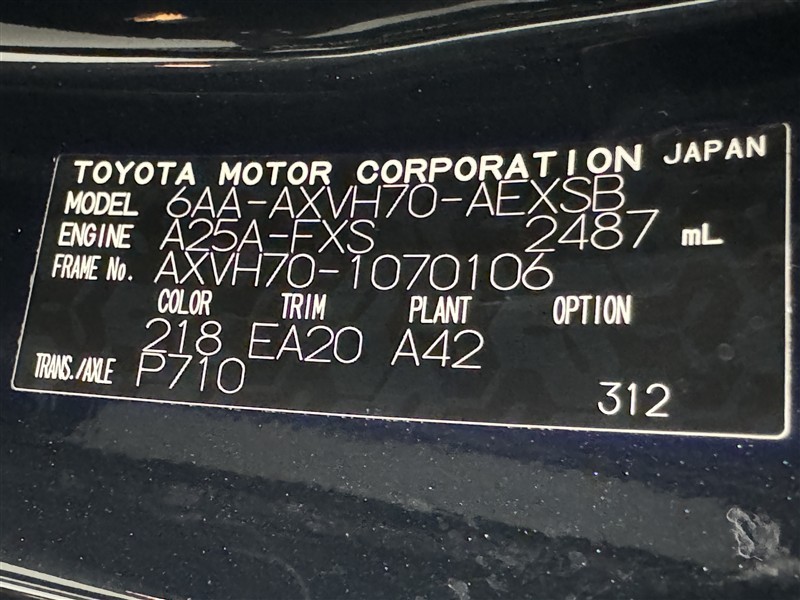 TOYOTA MOTOR CORPORATION JAPAN
MODEL 6AA-AXVH70-AEXSB
ENGINE A25A-FXS 2487 mL
FRAME No. AXVH70-1070106
COLOR TRIM PLANT OPTION
218 EA20 A42
TRANS./AXLE P710
312